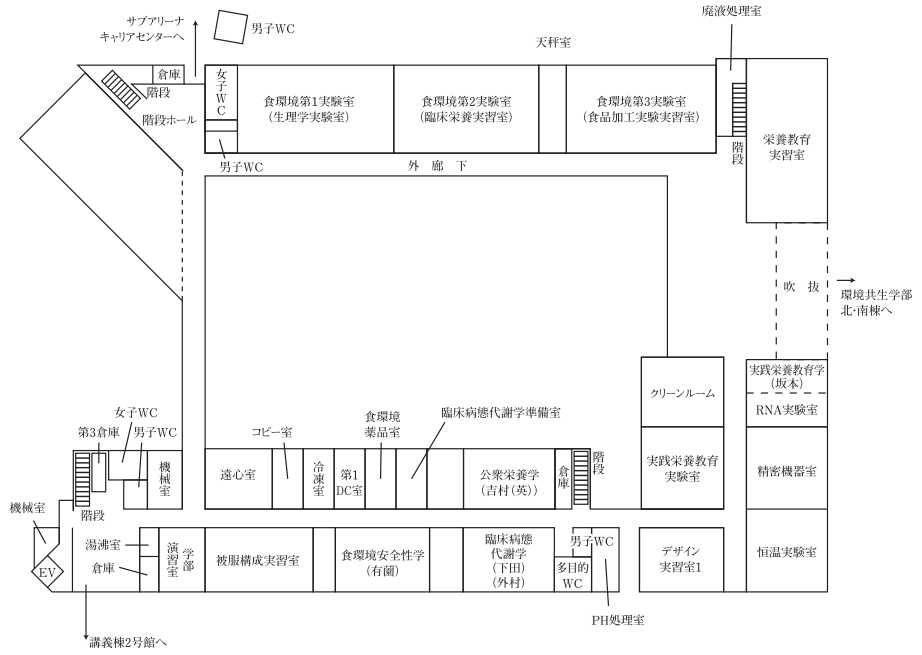 サブアリーナ
キャリアセンターへ
男子WC
天秤室
廃液処理室
倉庫
階段
階段ホール
女子WC
男子WC
食環境第1実験室
(生理学実験室)
食環境第2実験室
(臨床栄養実習室)
食環境第3実験室
(食品加工実験実習室)
階段
栄養教育
実習室
外 廊 下
吹 抜
環境共生学部
北・南棟へ
実践栄養教育学
(坂本)
RNA実験室
クリーンルーム
実践栄養教育
実験室
精密機器室
恒温実験室
女子WC
第3倉庫
男子WC
機械室
コピー室
食環境
薬品室
臨床病態代謝学準備室
遠心室
冷凍室
第1
DC室
公衆栄養学
(吉村(英))
倉庫
階段
機械室
階段
EV
湯沸室
倉庫
学部
演習室
被服構成実習室
食環境安全性学
(有薗)
臨床病態
代謝学
(下田)
(外村)
男子WC
多目的
WC
デザイン
実習室1
PH処理室
講義棟2号館へ